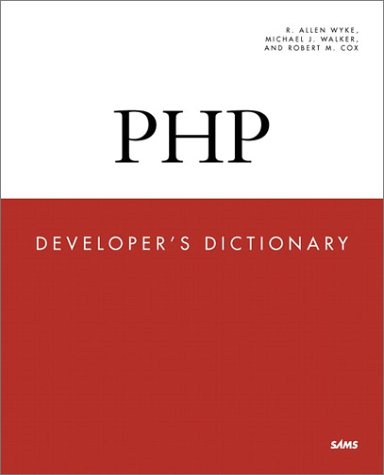 R. ALLEN WYKE,
MICHAEL J. WALKER,
AND ROBERT M. COX
PHP
DEVELOPER'S DICTIONARY
SAMS